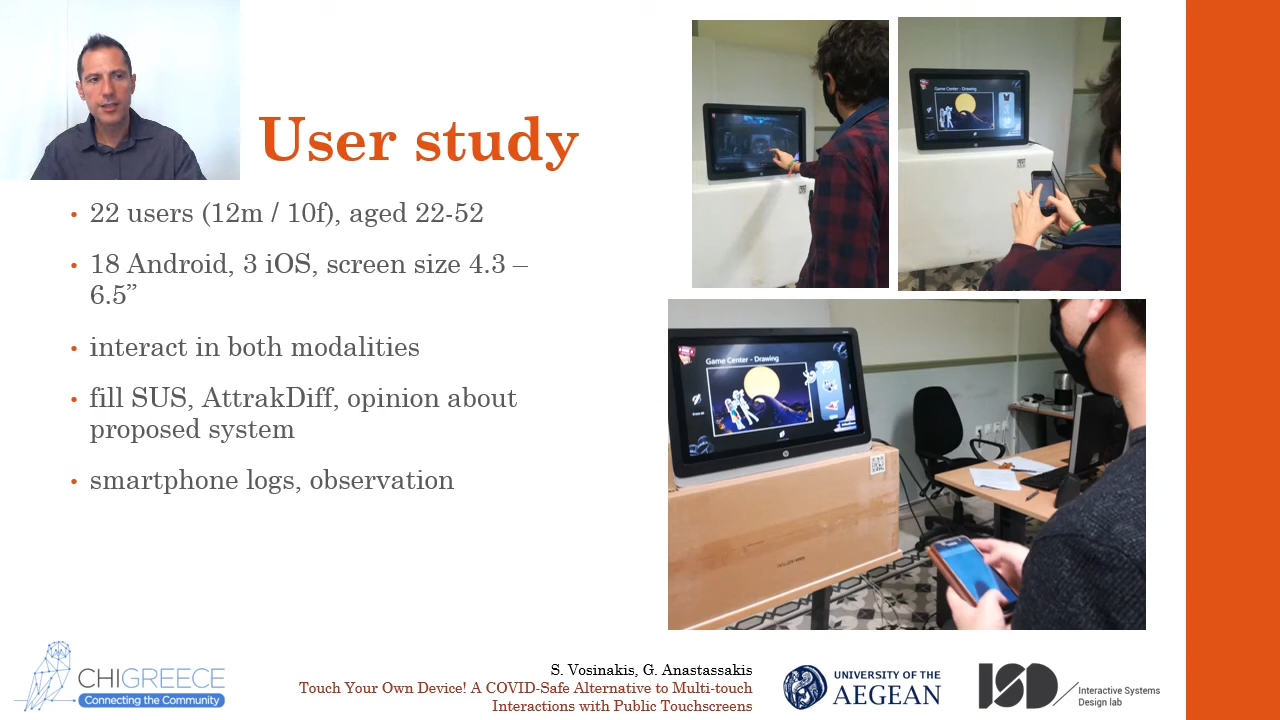 User study
• 22 users (12m / 10f), aged 22-52
• 18 Android, 3 iOS, screen size 4.3 –
6.5”
• interact in both modalities
• fill SUS, AttrakDiff, opinion about
proposed system
• smartphone logs, observation
Game Center - Drawing
Game Center - Drawing
CHIGREECE
Connecting the Community
S. Vosinakis, G. Anastassakis
Touch Your Own Device! A COVID-Safe Alternative to Multi-touch
Interactions with Public Touchscreens
UNIVERSITY OF THE
AEGEAN
ISD
Interactive Systems
Design lab